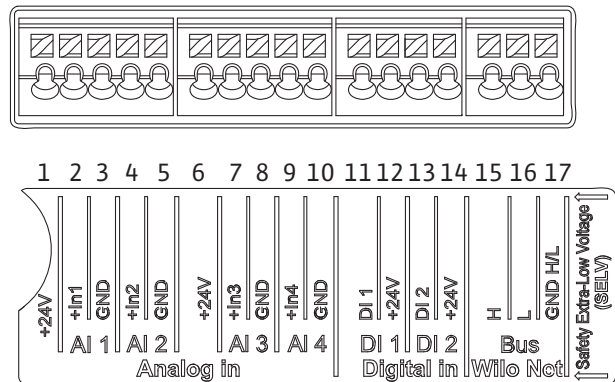 1 2 3 4 5 6 7 8 9 10 11 12 13 14 15 16 17
+24V +In1 GND +In2 GND +24V +In3 GND +In4 GND DI 1 +24V DI 2 +24V H L GND H/L
AI 1 AI 2 AI 3 AI 4 DI 1 DI 2 Bus
Analog in Digital in Wilo Net
Safety Extra-Low Voltage
(SELV)